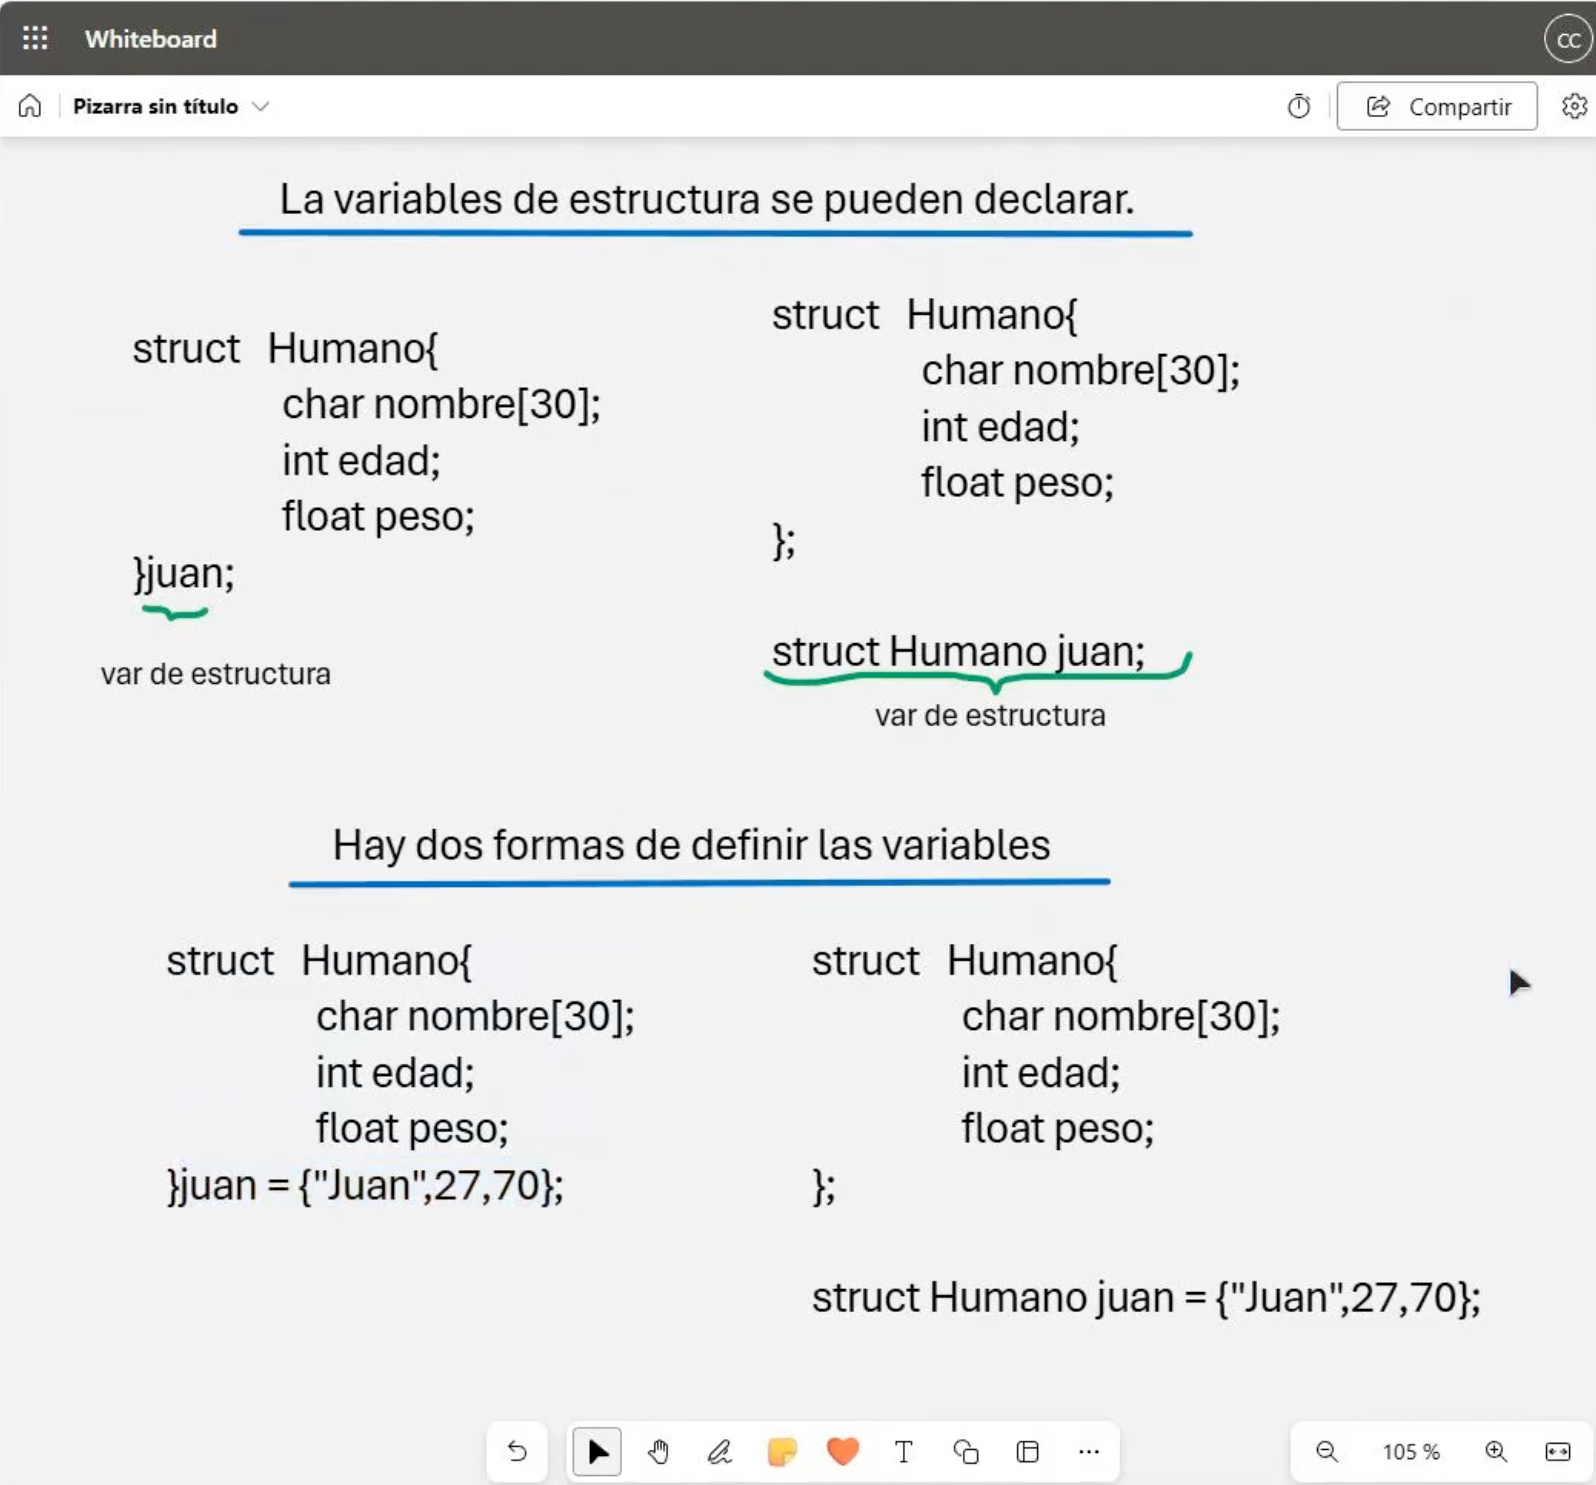 Whiteboard
CC
Pizarra sin título
Compartir
La variables de estructura se pueden declarar.
struct Humano{
char nombre[30];
int edad;
float peso;
}juan;
var de estructura
struct Humano{
char nombre[30];
int edad;
float peso;
};
struct Humano juan;
var de estructura
Hay dos formas de definir las variables
struct Humano{
char nombre[30];
int edad;
float peso;
}juan = {"Juan",27,70};
struct Humano{
char nombre[30];
int edad;
float peso;
};
struct Humano juan = {"Juan",27,70};
T
105 %